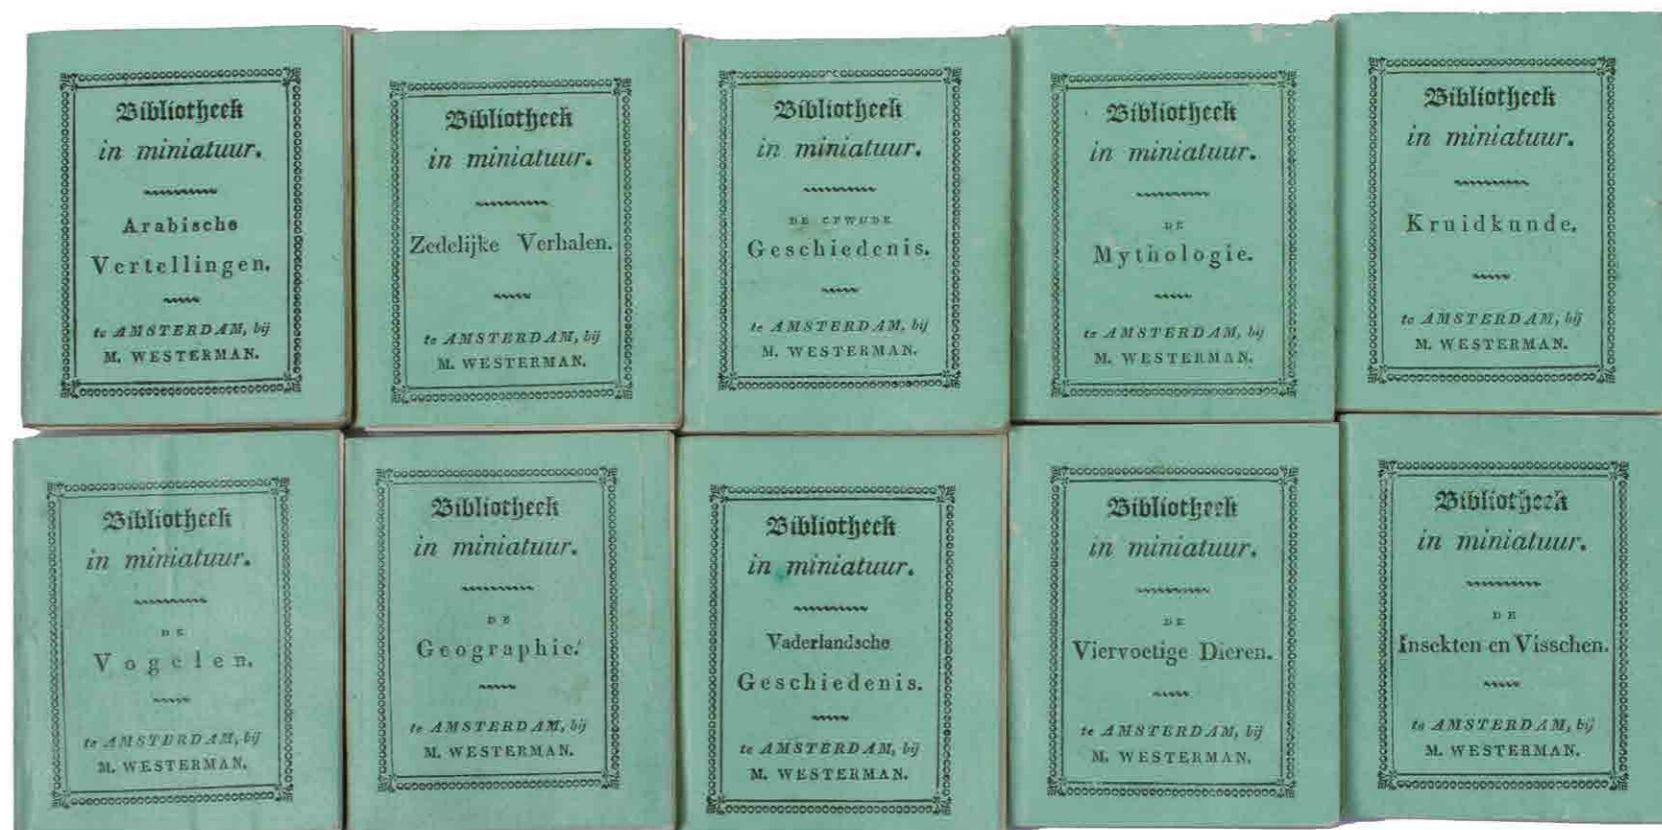 Bibliotheek
in miniatuur.
Arabische
Vertellingen.
te AMSTERDAM, bij
M. WESTERMAN.
Bibliotheek
in miniatuur.
Zedelijke Verhalen.
te AMSTERDAM, bij
M. WESTERMAN.
Bibliotheek
in miniatuur.
DE
Geschiedenis.
te AMSTERDAM, bij
M. WESTERMAN.
Bibliotheek
in miniatuur.
DE
Mythologie.
te AMSTERDAM, bij
M. WESTERMAN.
Bibliotheek
in miniatuur.
Kruidkunde.
te AMSTERDAM, bij
M. WESTERMAN.
Bibliotheek
in miniatuur.
DE
Vogelen.
te AMSTERDAM, bij
M. WESTERMAN.
Bibliotheek
in miniatuur.
DE
Geographie.
te AMSTERDAM, bij
M. WESTERMAN.
Bibliotheek
in miniatuur.
Vaderlandsche
Geschiedenis.
te AMSTERDAM, bij
M. WESTERMAN.
Bibliotheek
in miniatuur.
DE
Viervoetige Dieren.
te AMSTERDAM, bij
M. WESTERMAN.
Bibliotheek
in miniatuur.
DE
Insekten en Visschen.
te AMSTERDAM, bij
M. WESTERMAN.